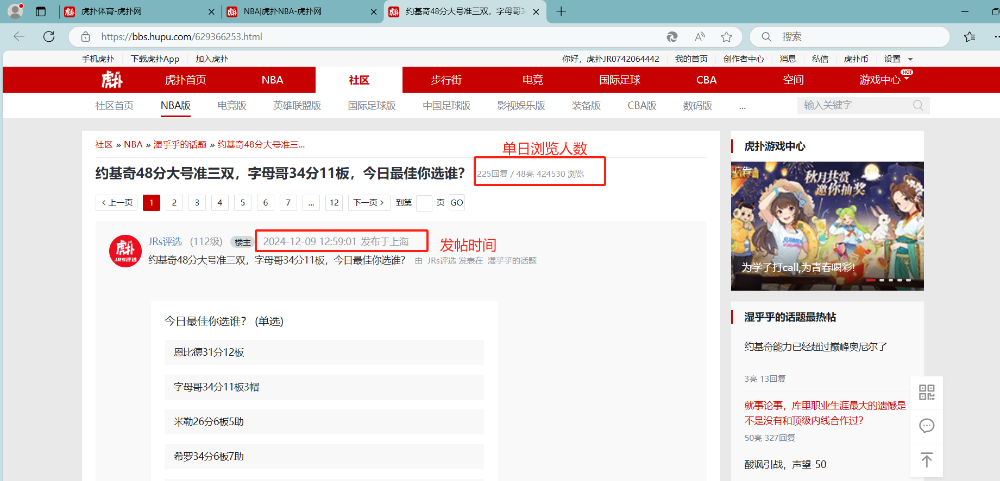 虎扑体育-虎扑网
NBA|虎扑NBA-虎扑网
约基奇48分大号准三双，字母哥34
https://bbs.hupu.com/629366253.html
搜索
手机虎扑 下载虎扑App 加入虎扑
你好，虎扑JR0742064442 我的首页 创作者中心 消息 私信 虎扑币 设置
虎扑 JR
虎扑首页 NBA 社区 步行街 电竞 国际足球 CBA 空间 游戏中心 HOT
社区首页 NBA版 电竞版 英雄联盟版 国际足球版 中国足球版 影视娱乐版 装备版 CBA版 数码版 ...
输入关键字
社区 » NBA » 湿乎乎的话题 » 约基奇48分大号准三...
单日浏览人数
约基奇48分大号准三双，字母哥34分11板，今日最佳你选谁？
225回复 / 48亮 424530 浏览
上一页 1 2 3 4 5 6 7 ... 12 下一页 到第 页 GO
虎扑 JR
JRS评选
JRs评选 (112级) 楼主 2024-12-09 12:59:01 发布于上海
发帖时间
约基奇48分大号准三双，字母哥34分11板，今日最佳你选谁？ 由 JRs评选 发表在 湿乎乎的话题
今日最佳你选谁？ (单选)
恩比德31分12板
字母哥34分11板3帽
米勒26分6板5助
希罗34分6板7助
虎扑游戏中心
广告
秋月共赏
邀你抽奖
为学子打call,为青春喝彩!
湿乎乎的话题最热帖
约基奇能力已经超过巅峰奥尼尔了
3亮 13回复
就事论事，库里职业生涯最大的遗憾是
不是没有和顶级内线合作过？
50亮 327回复
酸讽引战，声望-50